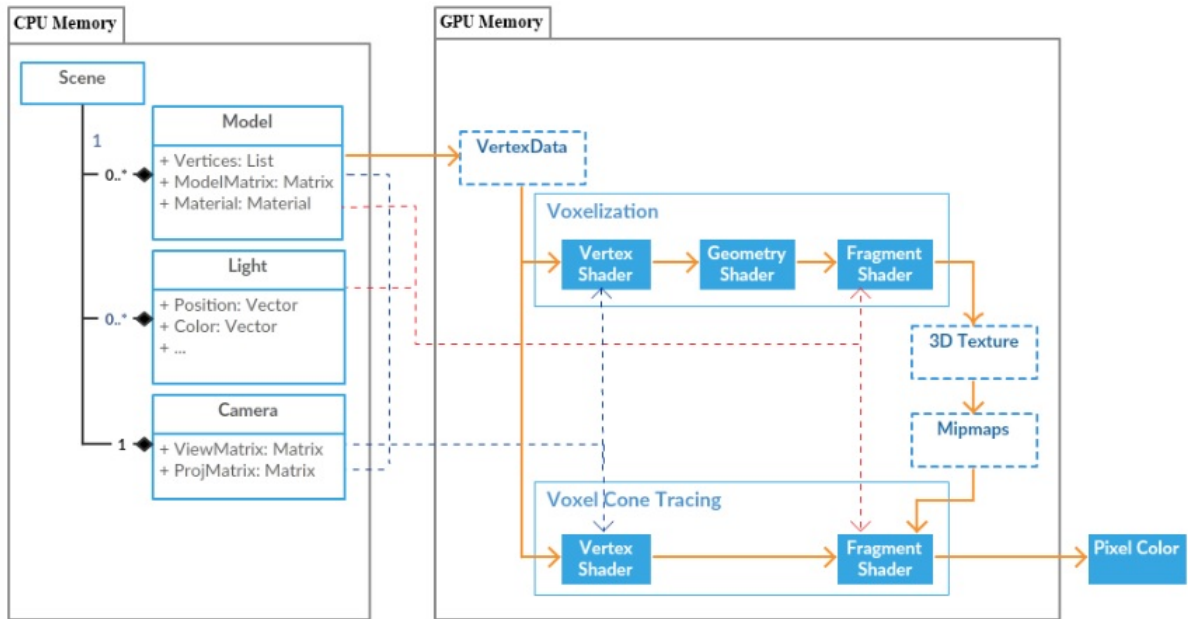 CPU Memory
Scene
1
Model
+ Vertices: List
+ ModelMatrix: Matrix
+ Material: Material
0..*
Light
+ Position: Vector
+ Color: Vector
+ ...
0..*
Camera
+ ViewMatrix: Matrix
+ ProjMatrix: Matrix
1
GPU Memory
VertexData
Voxelization
Vertex
Shader
Geometry
Shader
Fragment
Shader
3D Texture
Mipmaps
Voxel Cone Tracing
Vertex
Shader
Fragment
Shader
Pixel Color